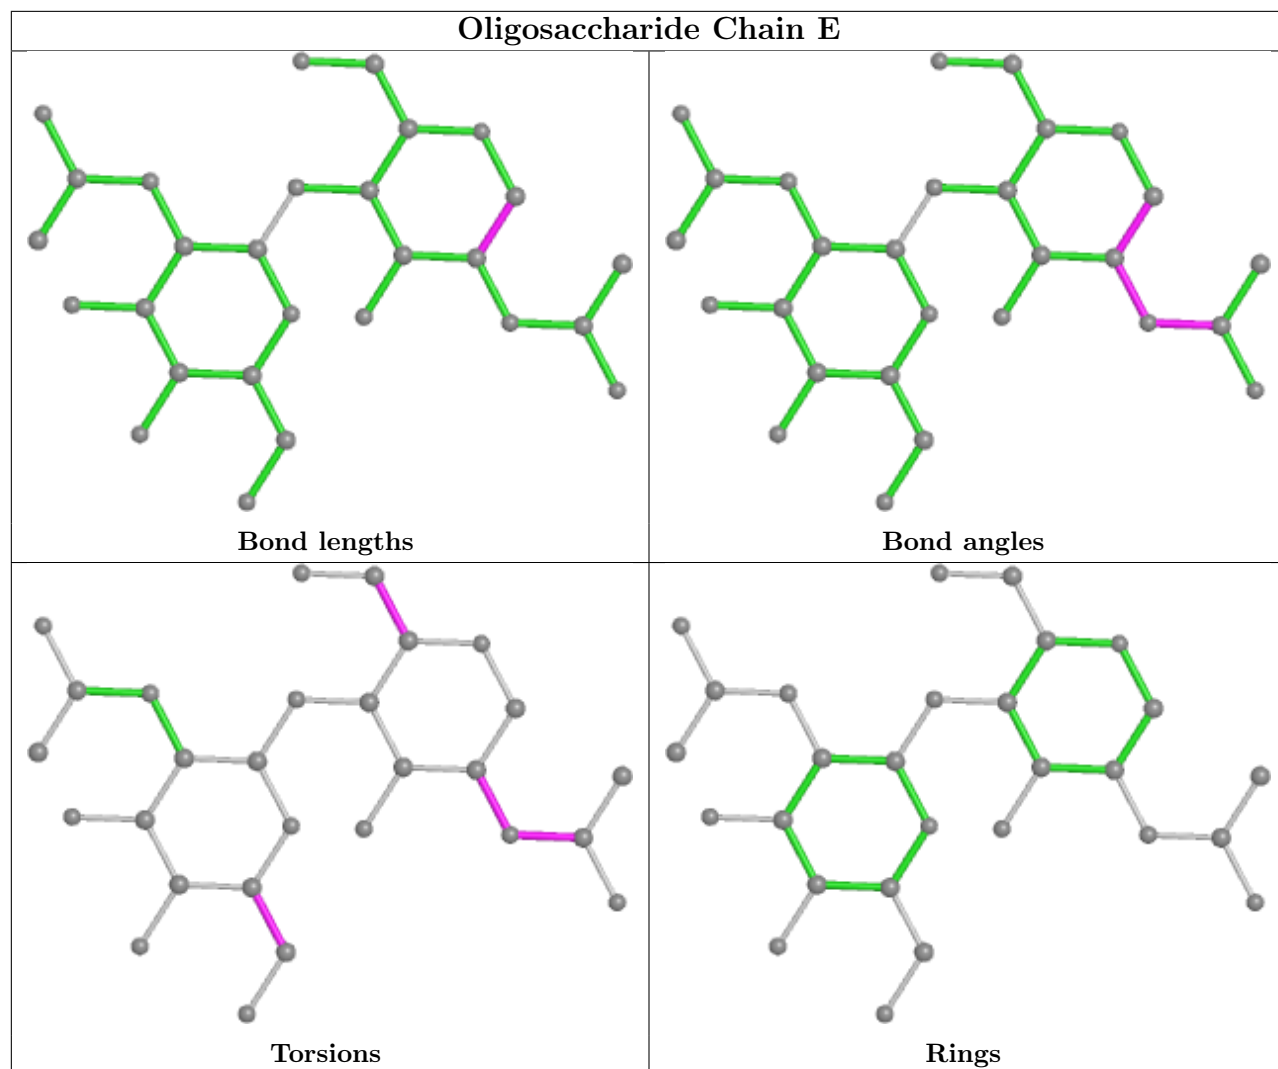 Oligosaccharide Chain E
Bond lengths
Bond angles
Torsions
Rings